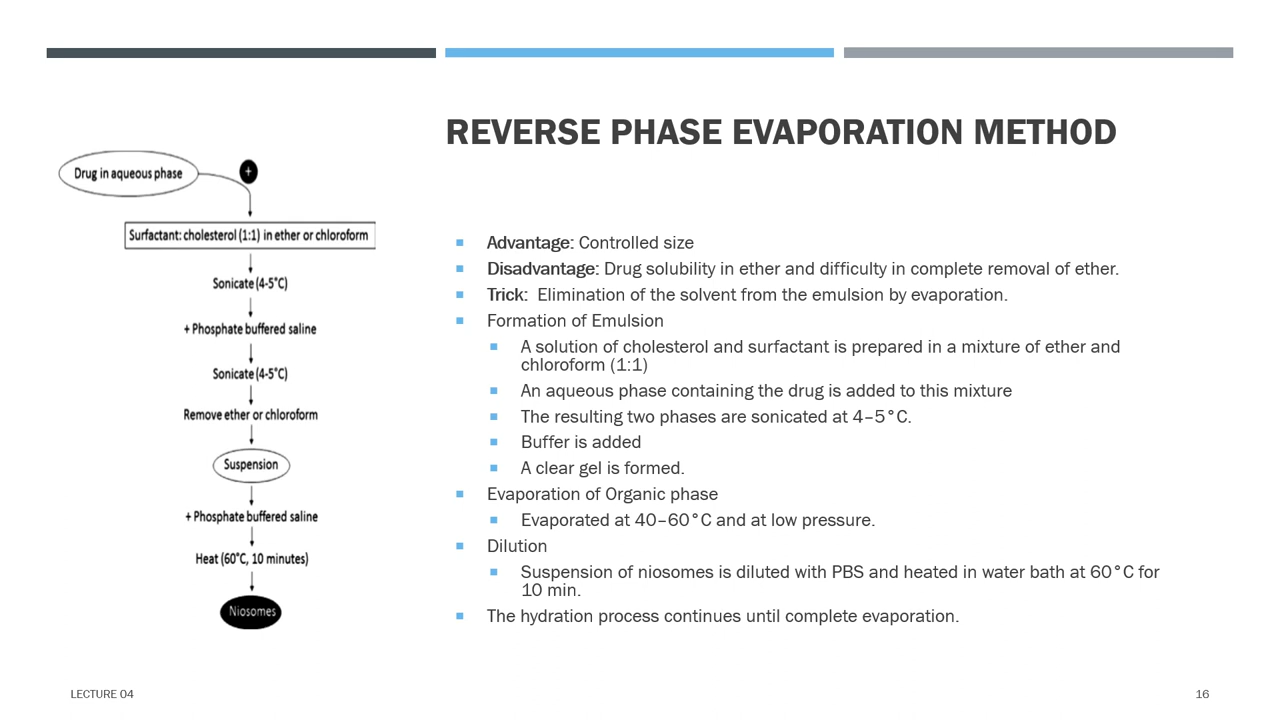 REVERSE PHASE EVAPORATION METHOD
Drug in aqueous phase
+
Surfactant: cholesterol (1:1) in ether or chloroform
Sonicate (4-5°C)
+ Phosphate buffered saline
Sonicate (4-5°C)
Remove ether or chloroform
Suspension
+ Phosphate buffered saline
Heat (60°C, 10 minutes)
Niosomes
Advantage: Controlled size
Disadvantage: Drug solubility in ether and difficulty in complete removal of ether.
Trick: Elimination of the solvent from the emulsion by evaporation.
Formation of Emulsion
A solution of cholesterol and surfactant is prepared in a mixture of ether and
chloroform (1:1)
An aqueous phase containing the drug is added to this mixture
The resulting two phases are sonicated at 4–5°C.
Buffer is added
A clear gel is formed.
Evaporation of Organic phase
Evaporated at 40–60°C and at low pressure.
Dilution
Suspension of niosomes is diluted with PBS and heated in water bath at 60°C for
10 min.
The hydration process continues until complete evaporation.
LECTURE 04
16